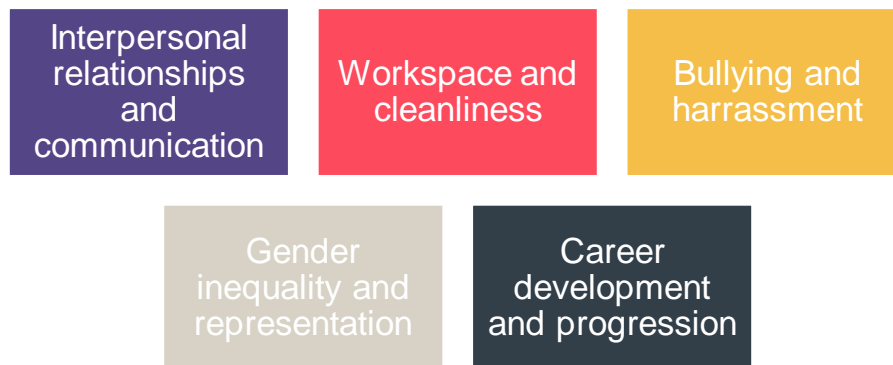 Interpersonal
relationships
and
communication
Workspace and
cleanliness
Bullying and
harrassment
Gender
inequality and
representation
Career
development
and progression